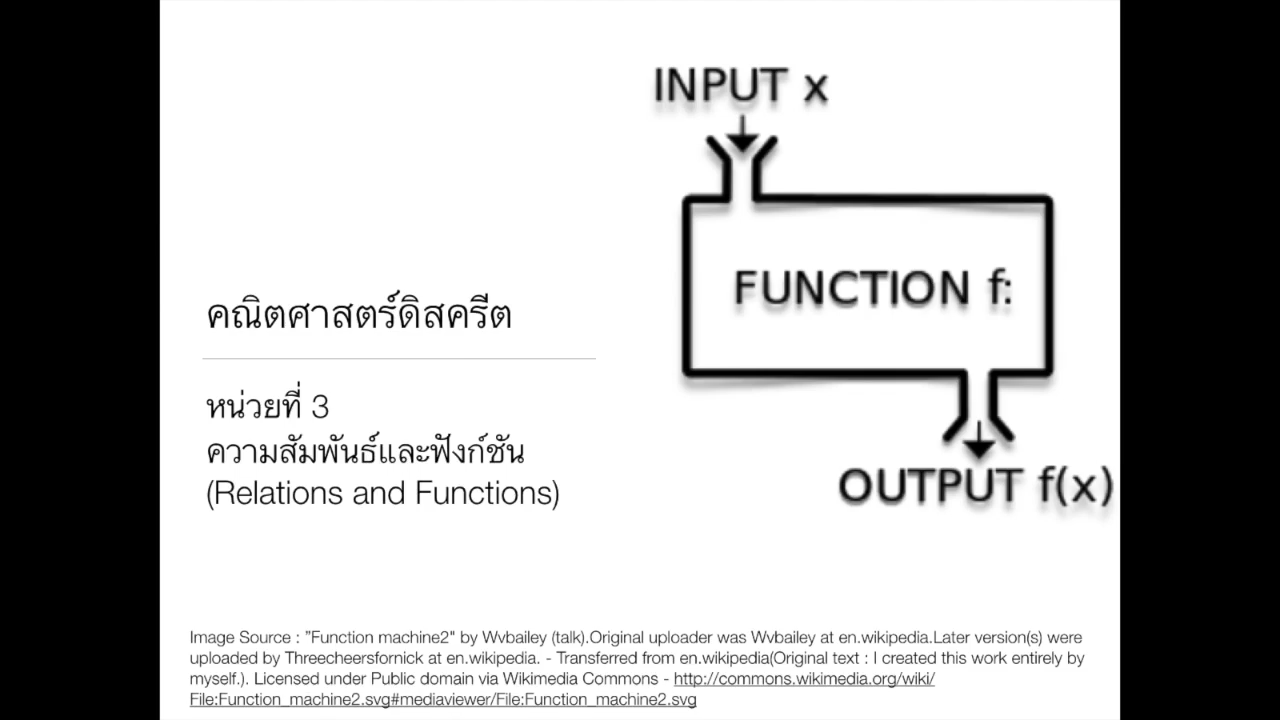 INPUT x
FUNCTION f:
OUTPUT f(x)
คณิตศาสตร์ดิสครีต
หน่วยที่ 3
ความสัมพันธ์และฟังก์ชัน
(Relations and Functions)
Image Source : "Function machine2" by Wvbailey (talk).Original uploader was Wvbailey at en.wikipedia.Later version(s) were
uploaded by Threecheersfornick at en.wikipedia. - Transferred from en.wikipedia(Original text : I created this work entirely by
myself.). Licensed under Public domain via Wikimedia Commons - http://commons.wikimedia.org/wiki/
File:Function_machine2.svg#mediaviewer/File:Function_machine2.svg